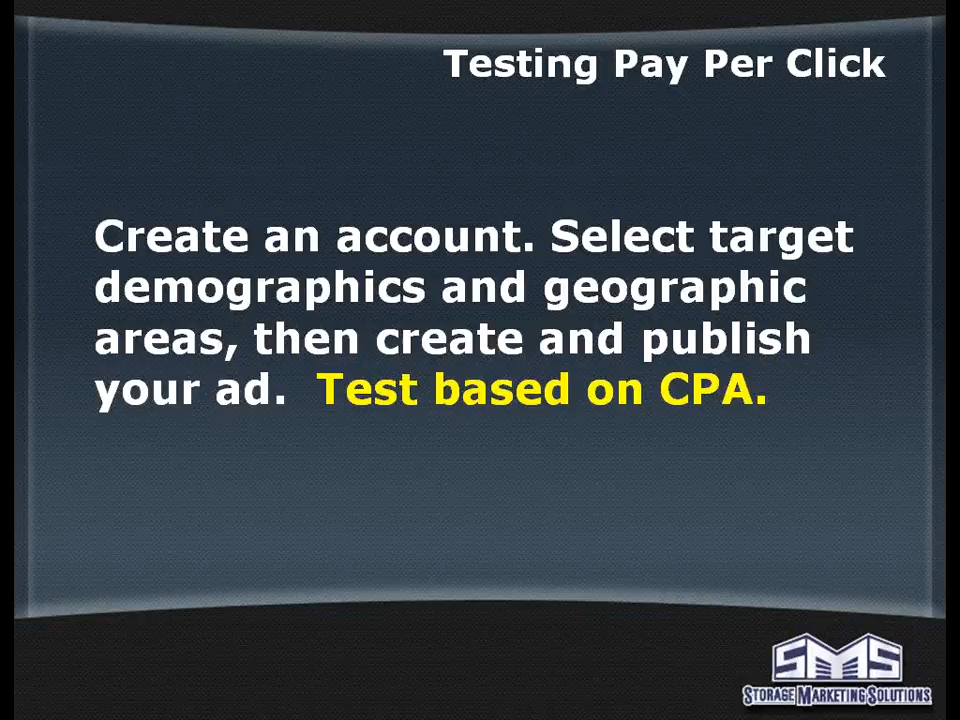 Testing Pay Per Click
Create an account. Select target
demographics and geographic
areas, then create and publish
your ad. Test based on CPA.
SMS
STORAGE MARKETING SOLUTIONS